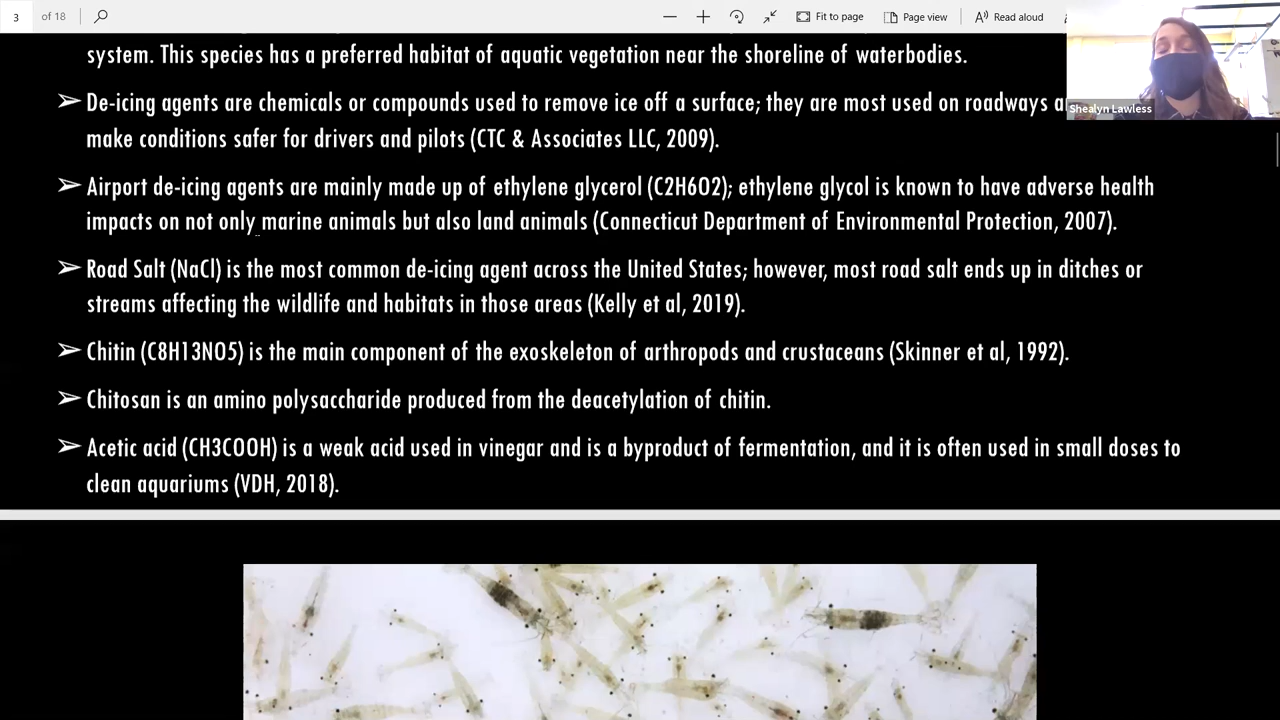 3 of 18 Fit to page Page view Read aloud
system. This species has a preferred habitat of aquatic vegetation near the shoreline of waterbodies.
➢ De-icing agents are chemicals or compounds used to remove ice off a surface; they are most used on roadways
Shealyn Lawless
make conditions safer for drivers and pilots (CTC & Associates LLC, 2009).
➢ Airport de-icing agents are mainly made up of ethylene glycerol (C2H6O2); ethylene glycol is known to have adverse health
impacts on not only marine animals but also land animals (Connecticut Department of Environmental Protection, 2007).
➢ Road Salt (NaCl) is the most common de-icing agent across the United States; however, most road salt ends up in ditches or
streams affecting the wildlife and habitats in those areas (Kelly et al, 2019).
➢ Chitin (C8H13NO5) is the main component of the exoskeleton of arthropods and crustaceans (Skinner et al, 1992).
➢ Chitosan is an amino polysaccharide produced from the deacetylation of chitin.
➢ Acetic acid (CH3COOH) is a weak acid used in vinegar and is a byproduct of fermentation, and it is often used in small doses to
clean aquariums (VDH, 2018).